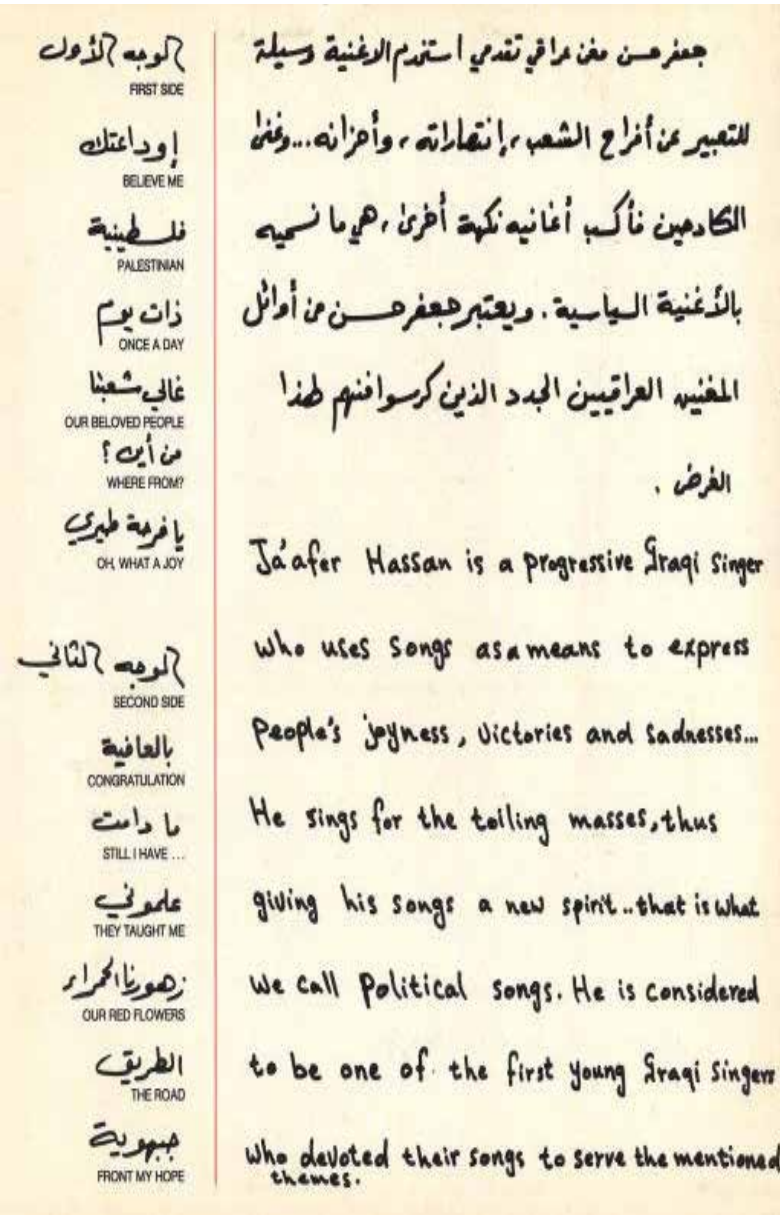 الوجه الأول
FIRST SIDE
إوداعتك
BELIEVE ME
فلسطينية
PALESTINIAN
ذات يوم
ONCE A DAY
غالي شعبنا
OUR BELOVED PEOPLE
من أين ؟
WHERE FROM?
يا فرحة طيري
OH, WHAT A JOY
الوجه الثاني
SECOND SIDE
بالعافية
CONGRATULATION
ما دامت
STILL I HAVE ...
علموني
THEY TAUGHT ME
زهورنا الحمراء
OUR RED FLOWERS
الطريق
THE ROAD
جبهوية
FRONT MY HOPE
جعفر حسن مغن عراقي تقدمي استخدم الاغنية وسيلة
للتعبير عن أفراح الشعب ، إنتصاراته ، وأحزانه ... وغنى
الكادحين فأكسب أغانيه نكهة أخرى ، هي ما نسميه
بالأغنية السياسية . ويعتبر جعفر حسن من أوائل
المغنين العراقيين الجدد الذين كرسوا فنهم لهذا
الغرض .
Ja'afer Hassan is a progressive Iraqi Singer
who uses songs as a means to express
people's joyness, victories and sadnesses...
He sings for the toiling masses, thus
giving his songs a new spirit .. that is what
we call political songs. He is considered
to be one of the first young Iraqi singers
who devoted their songs to serve the mentioned
themes.